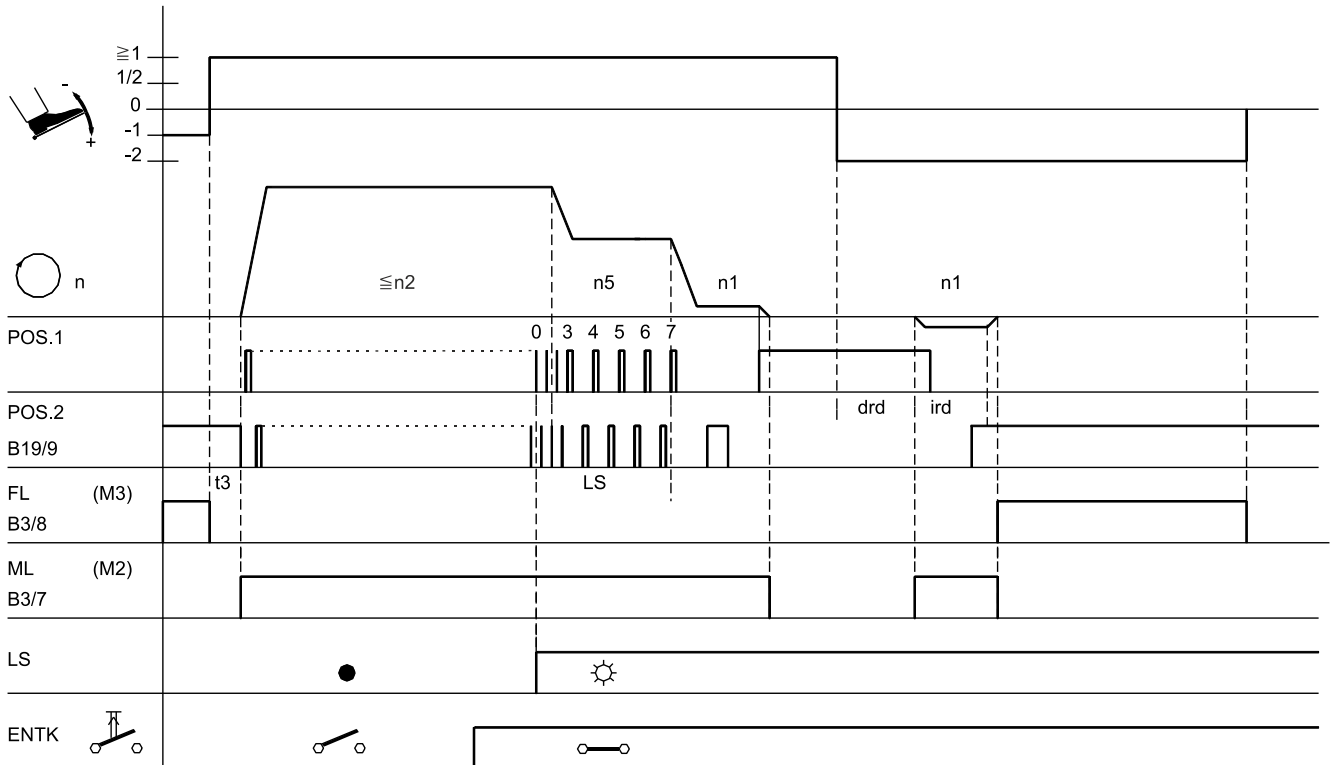 ≧1
1/2
0
-1
-2
-
+
n
≦n2
n5
n1
n1
POS.1
0 3 4 5 6 7
POS.2
drd ird
B19/9
t3
LS
FL (M3)
B3/8
ML (M2)
B3/7
LS
ENTK